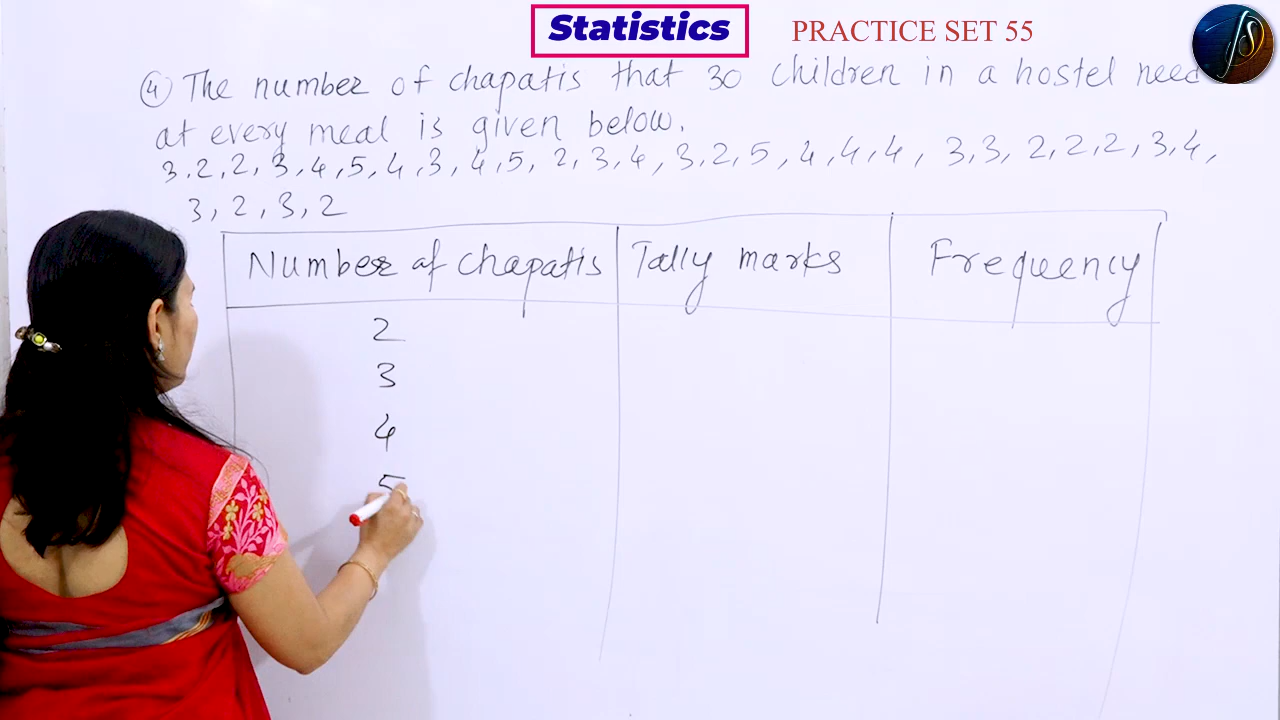 Statistics PRACTICE SET 55
④ The number of chapatis that 30 children in a hostel need
at every meal is given below.
3,2,2,3,4,5,4,3,4,5,2,3,4,3,2,5,4,4,4,3,3,2,2,2,3,4,
3,2,3,2
Number of chapatis Tally marks Frequency
2
3
4
5